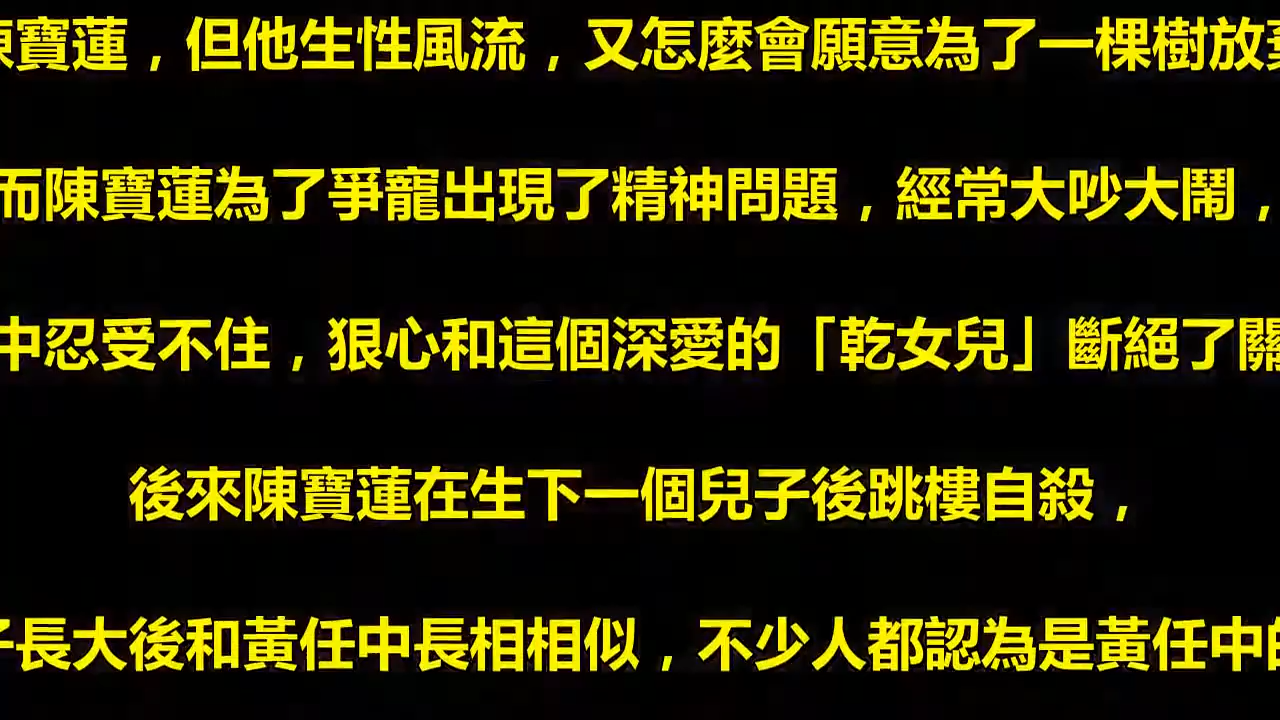 寶蓮，但他生性風流，又怎麼會願意為了一棵樹放
而陳寶蓮為了爭寵出現了精神問題，經常大吵大鬧，
中忍受不住，狠心和這個深愛的「乾女兒」斷絕了關
後來陳寶蓮在生下一個兒子後跳樓自殺，
長大後和黃任中長相相似，不少人都認為是黃任中